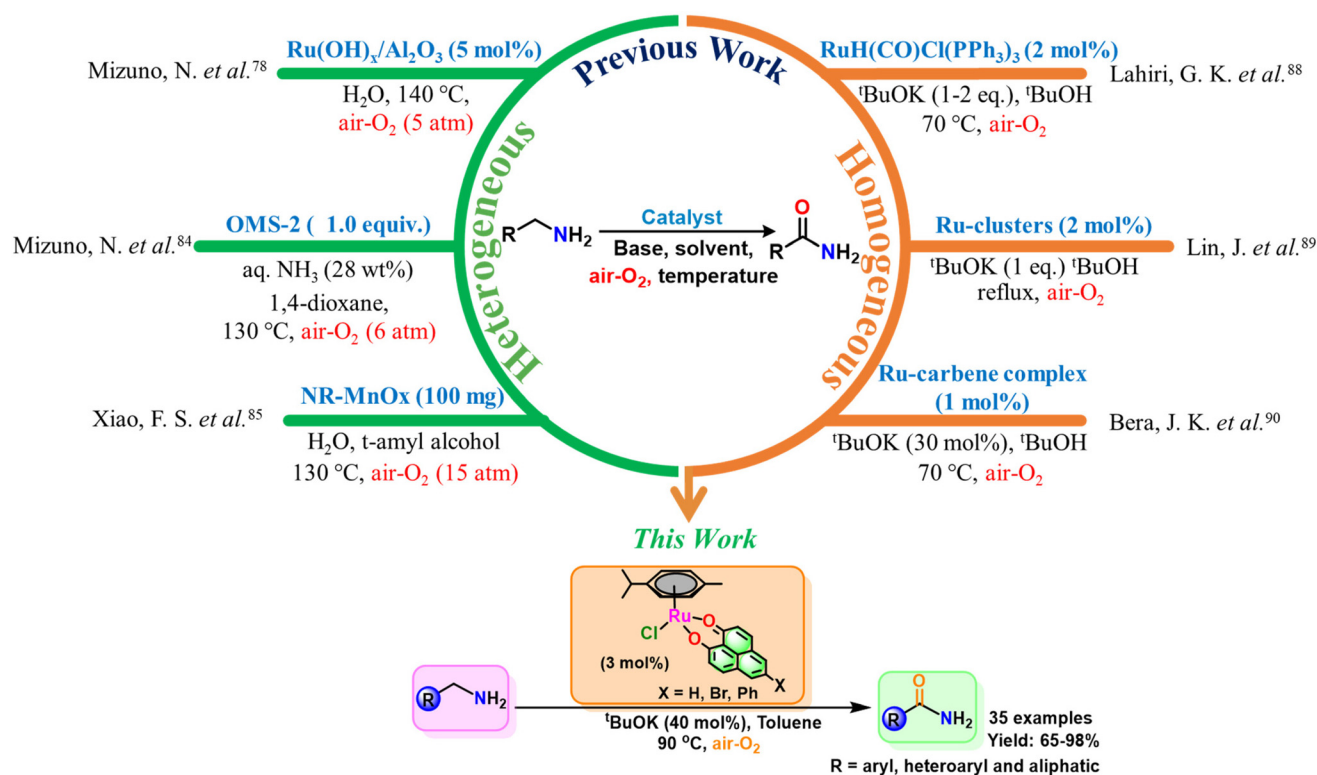 Previous Work
Heterogeneous
Homogeneous
Ru(OH)ₓ/Al₂O₃ (5 mol%)
Mizuno, N. et al.⁷⁸
H₂O, 140 °C,
air-O₂ (5 atm)
OMS-2 ( 1.0 equiv.)
Mizuno, N. et al.⁸⁴
aq. NH₃ (28 wt%)
1,4-dioxane,
130 °C, air-O₂ (6 atm)
NR-MnOx (100 mg)
Xiao, F. S. et al.⁸⁵
H₂O, t-amyl alcohol
130 °C, air-O₂ (15 atm)
R NH₂
Catalyst
Base, solvent,
air-O₂, temperature
O
R NH₂
RuH(CO)Cl(PPh₃)₃ (2 mol%)
Lahiri, G. K. et al.⁸⁸
ᵗBuOK (1-2 eq.), ᵗBuOH
70 °C, air-O₂
Ru-clusters (2 mol%)
Lin, J. et al.⁸⁹
ᵗBuOK (1 eq.) ᵗBuOH
reflux, air-O₂
Ru-carbene complex
(1 mol%)
Bera, J. K. et al.⁹⁰
ᵗBuOK (30 mol%), ᵗBuOH
70 °C, air-O₂
This Work
Ru O
Cl O
(3 mol%)
X
X = H, Br, Ph
R NH₂
ᵗBuOK (40 mol%), Toluene
90 °C, air-O₂
O
R NH₂
35 examples
Yield: 65-98%
R = aryl, heteroaryl and aliphatic